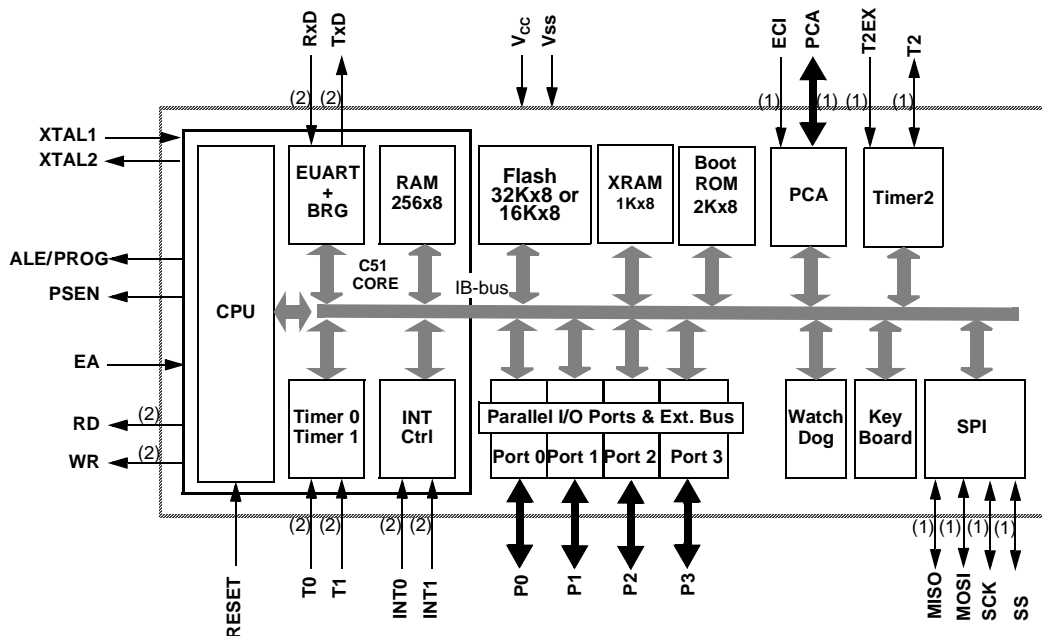 RxD
TxD
Vcc
Vss
ECI
PCA
T2EX
T2
(2)
(2)
(1)
(1)
(1)
(1)
XTAL1
XTAL2
ALE/PROG
PSEN
EA
RD
(2)
WR
(2)
CPU
EUART
+
BRG
RAM
256x8
C51
CORE
IB-bus
Flash
32Kx8 or
16Kx8
XRAM
1Kx8
Boot
ROM
2Kx8
PCA
Timer2
Timer 0
Timer 1
INT
Ctrl
Parallel I/O Ports & Ext. Bus
Port 0
Port 1
Port 2
Port 3
Watch
Dog
Key
Board
SPI
(2)
(2)
(2)
(2)
(1)
(1)
(1)
(1)
RESET
T0
T1
INT0
INT1
P0
P1
P2
P3
MISO
MOSI
SCK
SS